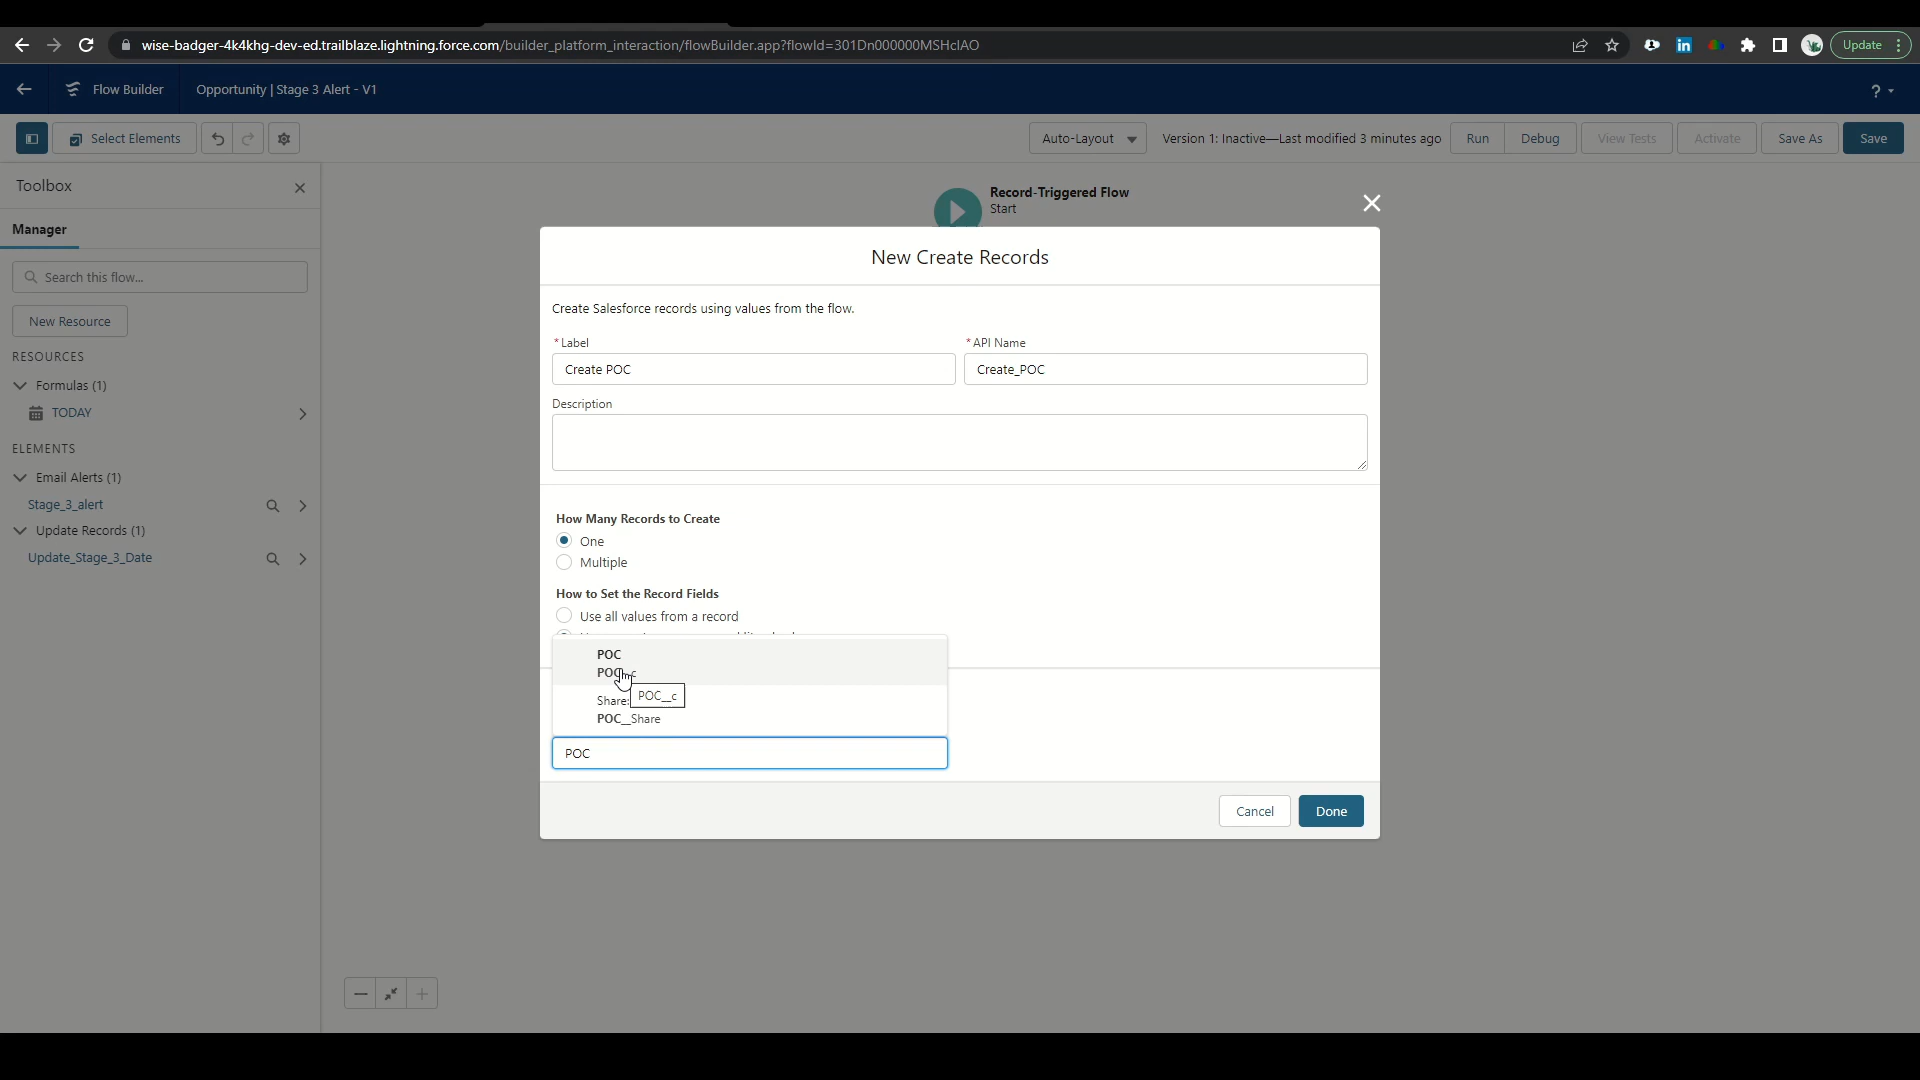 wise-badger-4k4khg-dev-ed.trailblaze.lightning.force.com/builder_platform_interaction/flowBuilder.app?flowId=301Dn000000MSHcIAO
Update
Flow Builder
Opportunity | Stage 3 Alert - V1
?
Select Elements
Auto-Layout
Version 1: Inactive—Last modified 3 minutes ago
Run
Debug
View Tests
Activate
Save As
Save
Toolbox
Manager
Search this flow...
New Resource
RESOURCES
Formulas (1)
TODAY
ELEMENTS
Email Alerts (1)
Stage_3_alert
Update Records (1)
Update_Stage_3_Date
Record-Triggered Flow
Start
New Create Records
Create Salesforce records using values from the flow.
* Label
* API Name
Create POC
Create_POC
Description
How Many Records to Create
One
Multiple
How to Set the Record Fields
Use all values from a record
POC
POC__c
Share:
POC__c
POC__Share
POC
Cancel
Done